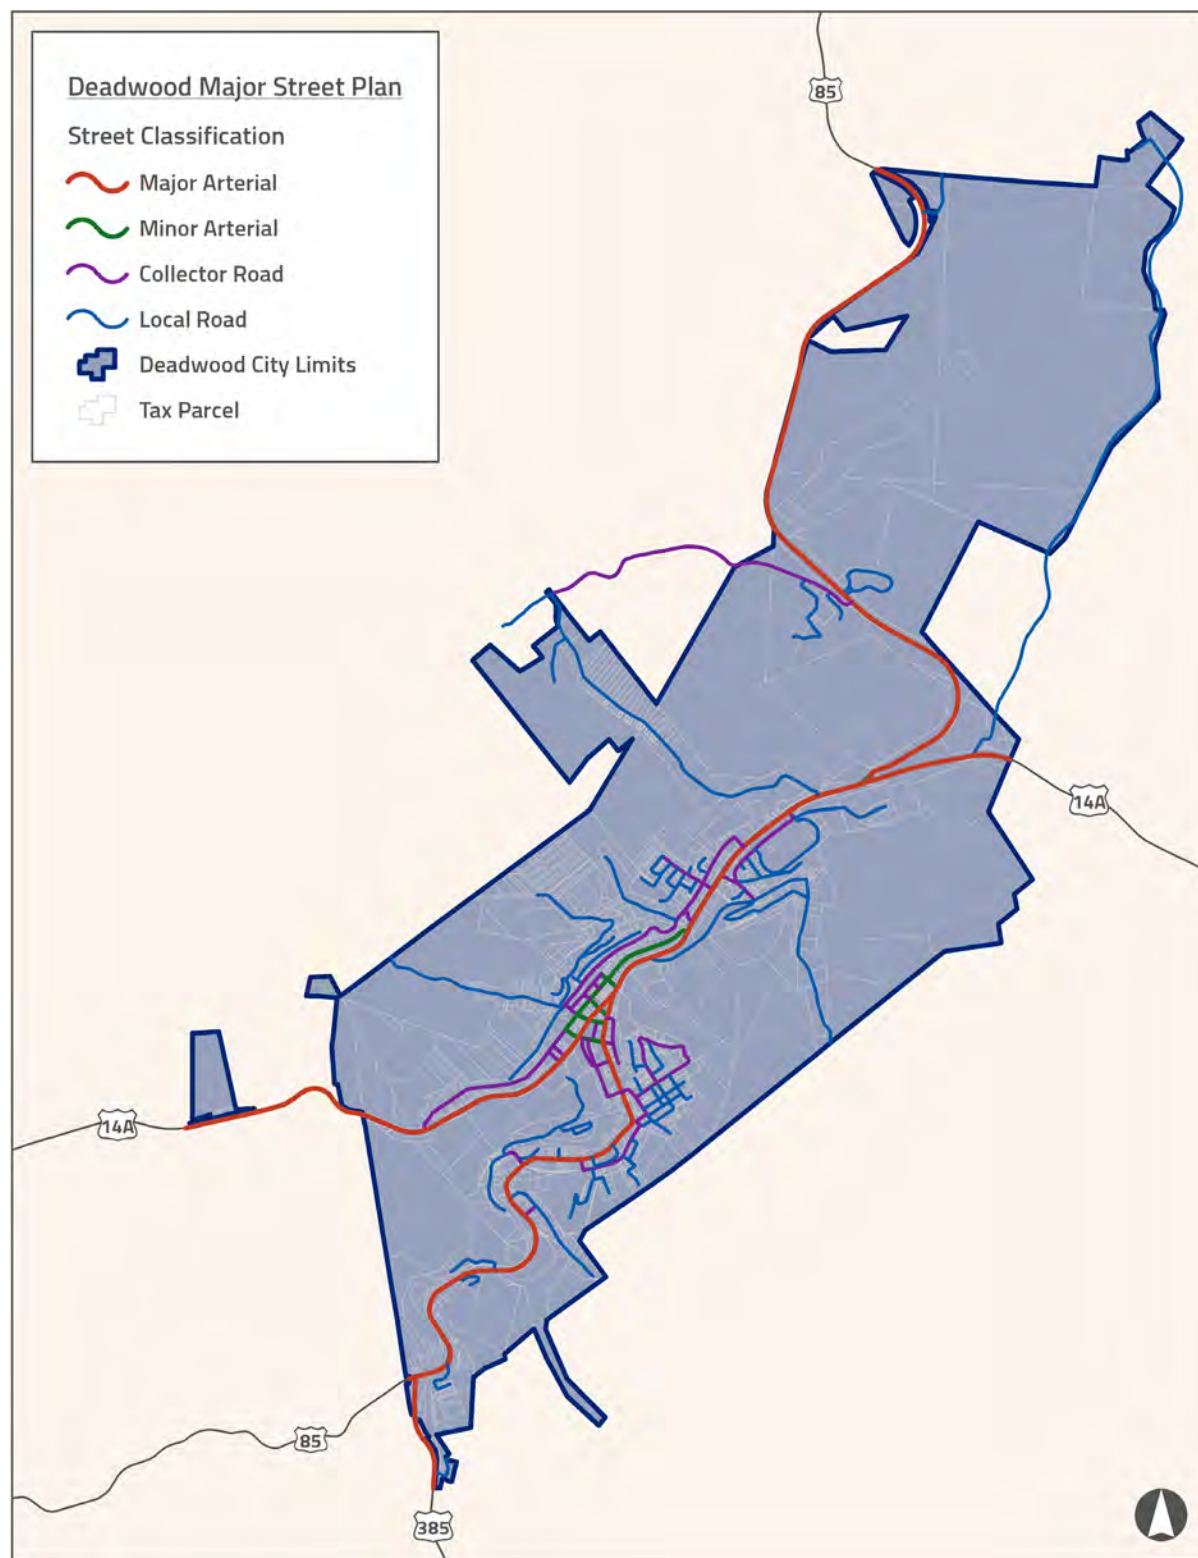 Deadwood Major Street Plan
Street Classification
Major Arterial
Minor Arterial
Collector Road
Local Road
Deadwood City Limits
Tax Parcel
85
14A
14A
85
385